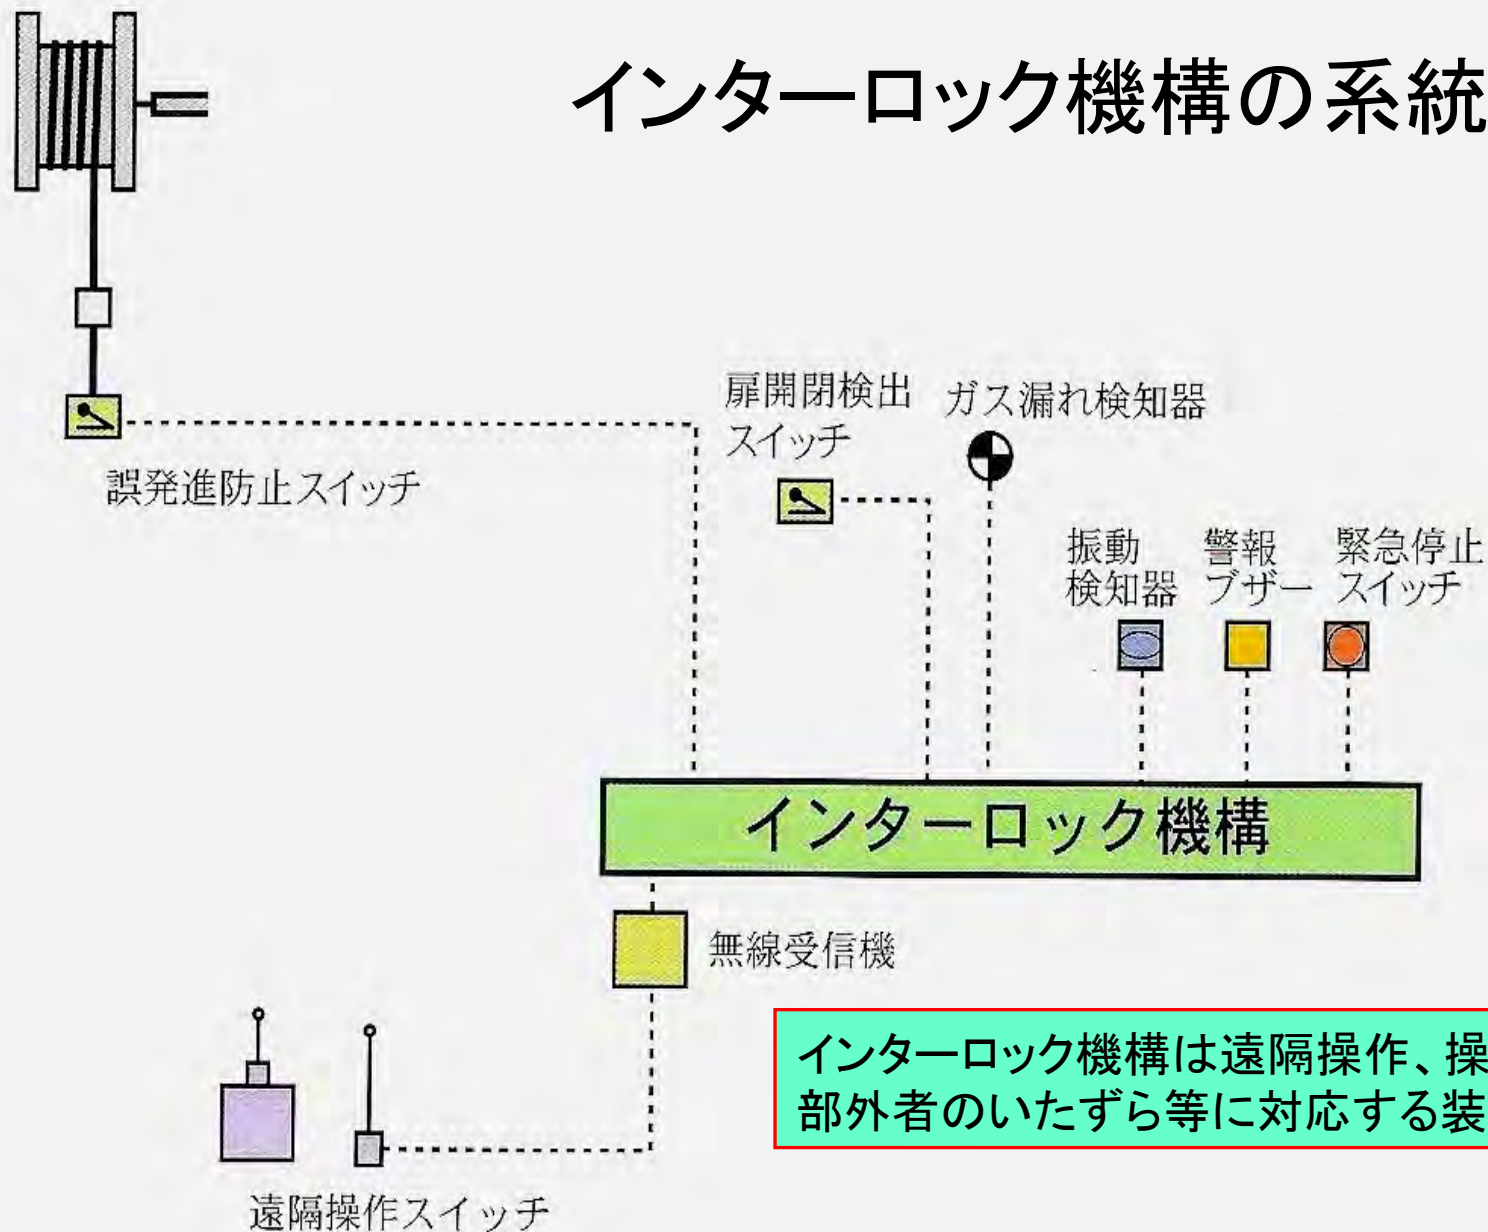 インターロック機構の系統
扉開閉検出
スイッチ
ガス漏れ検知器
誤発進防止スイッチ
振動
検知器
警報
ブザー
緊急停止
スイッチ
インターロック機構
無線受信機
インターロック機構は遠隔操作、操
部外者のいたずら等に対応する装
遠隔操作スイッチ